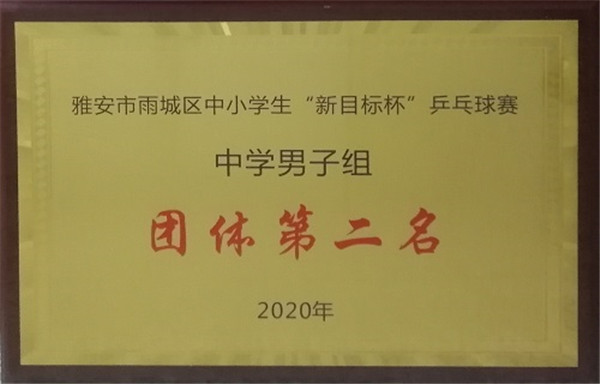 雅安市雨城区中小学生“新目标杯”乒乓球赛
中学男子组
团体第二名
2020年